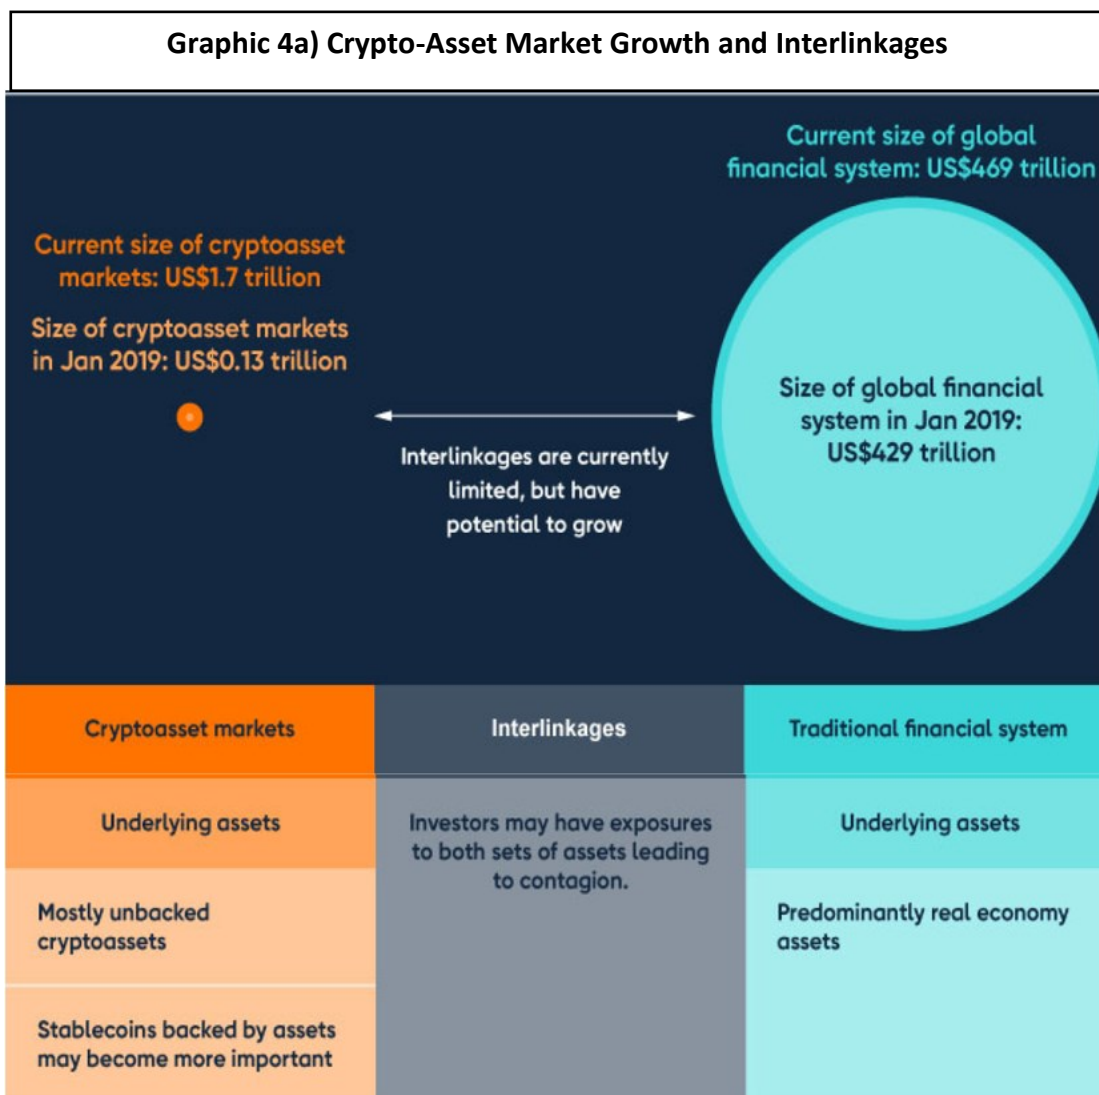 Graphic 4a) Crypto-Asset Market Growth and Interlinkages
Current size of global
financial system: US$469 trillion
Current size of cryptoasset
markets: US$1.7 trillion
Size of cryptoasset markets
in Jan 2019: US$0.13 trillion
Size of global financial
system in Jan 2019:
US$429 trillion
Interlinkages are currently
limited, but have
potential to grow
Cryptoasset markets
Interlinkages
Traditional financial system
Underlying assets
Investors may have exposures
to both sets of assets leading
to contagion.
Underlying assets
Mostly unbacked
cryptoassets
Predominantly real economy
assets
Stablecoins backed by assets
may become more important